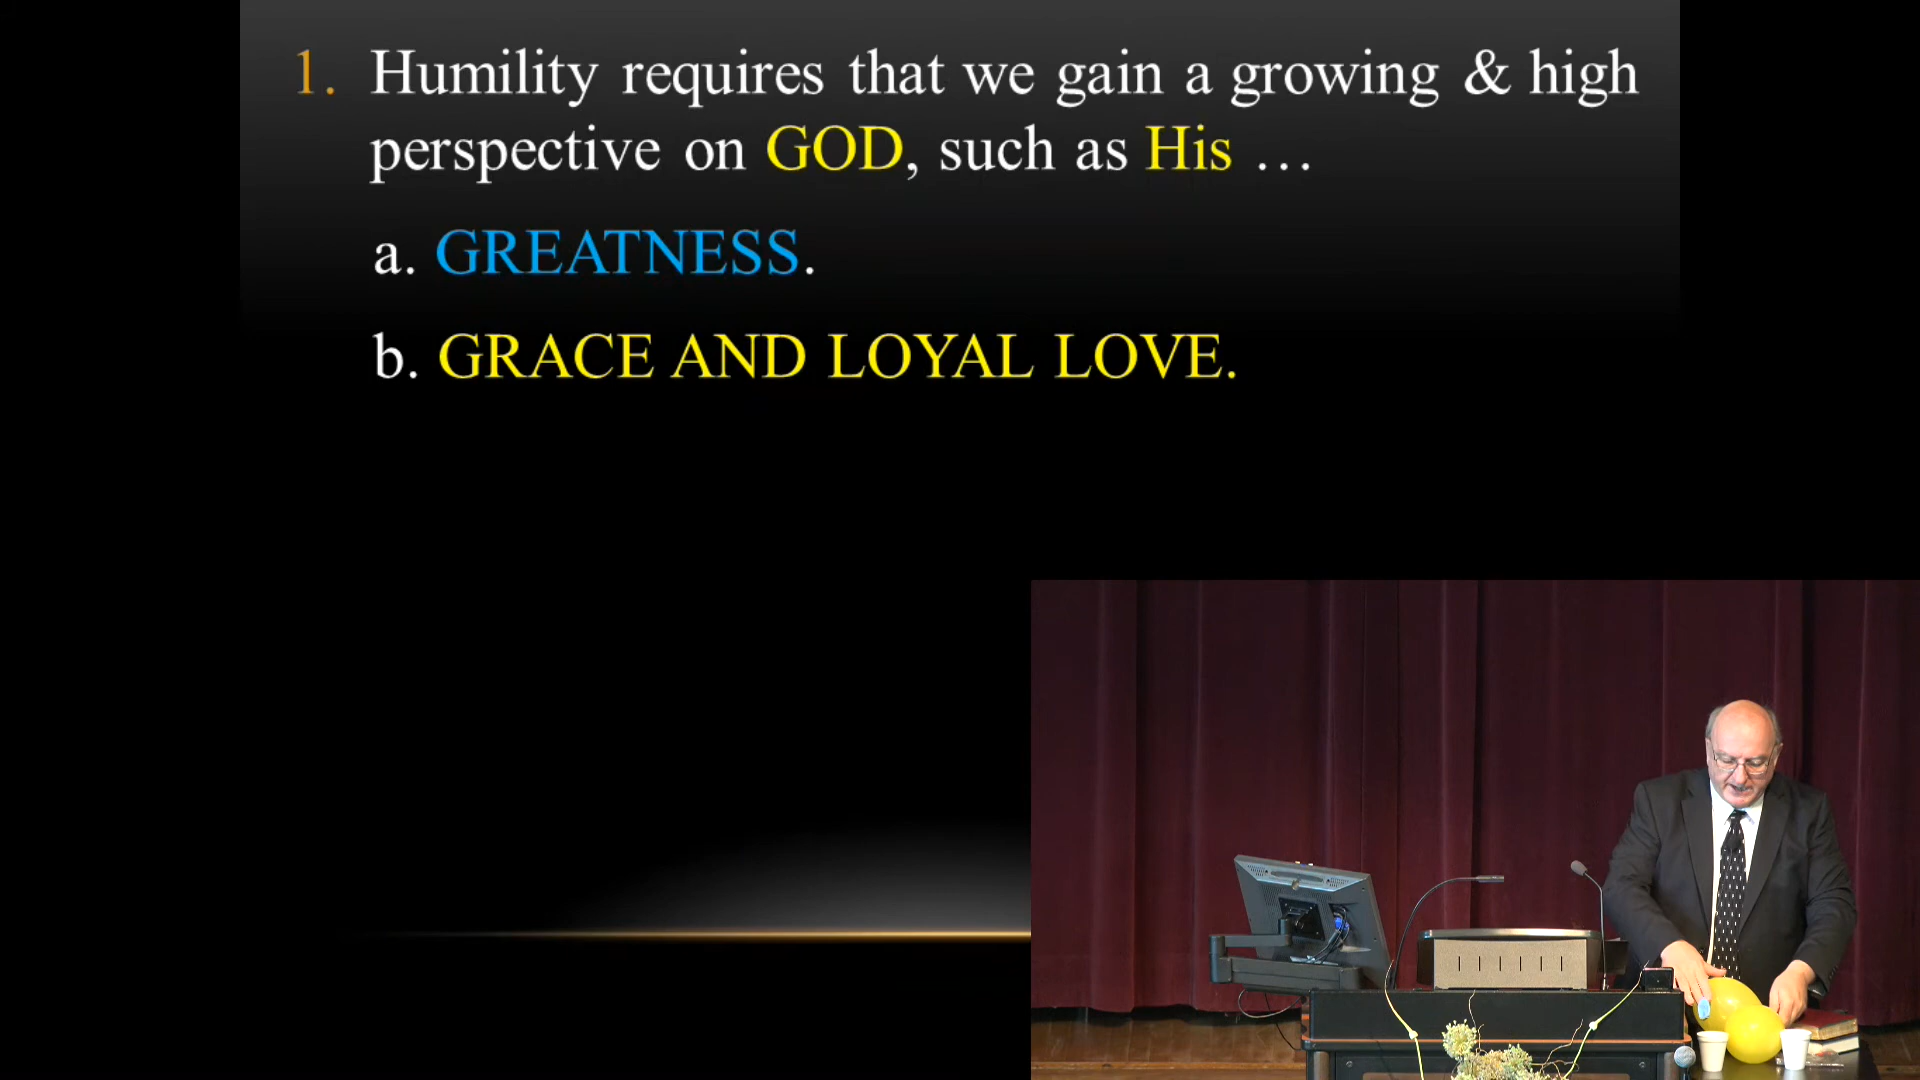 1. Humility requires that we gain a growing & high
perspective on GOD, such as His …
a. GREATNESS.
b. GRACE AND LOYAL LOVE.